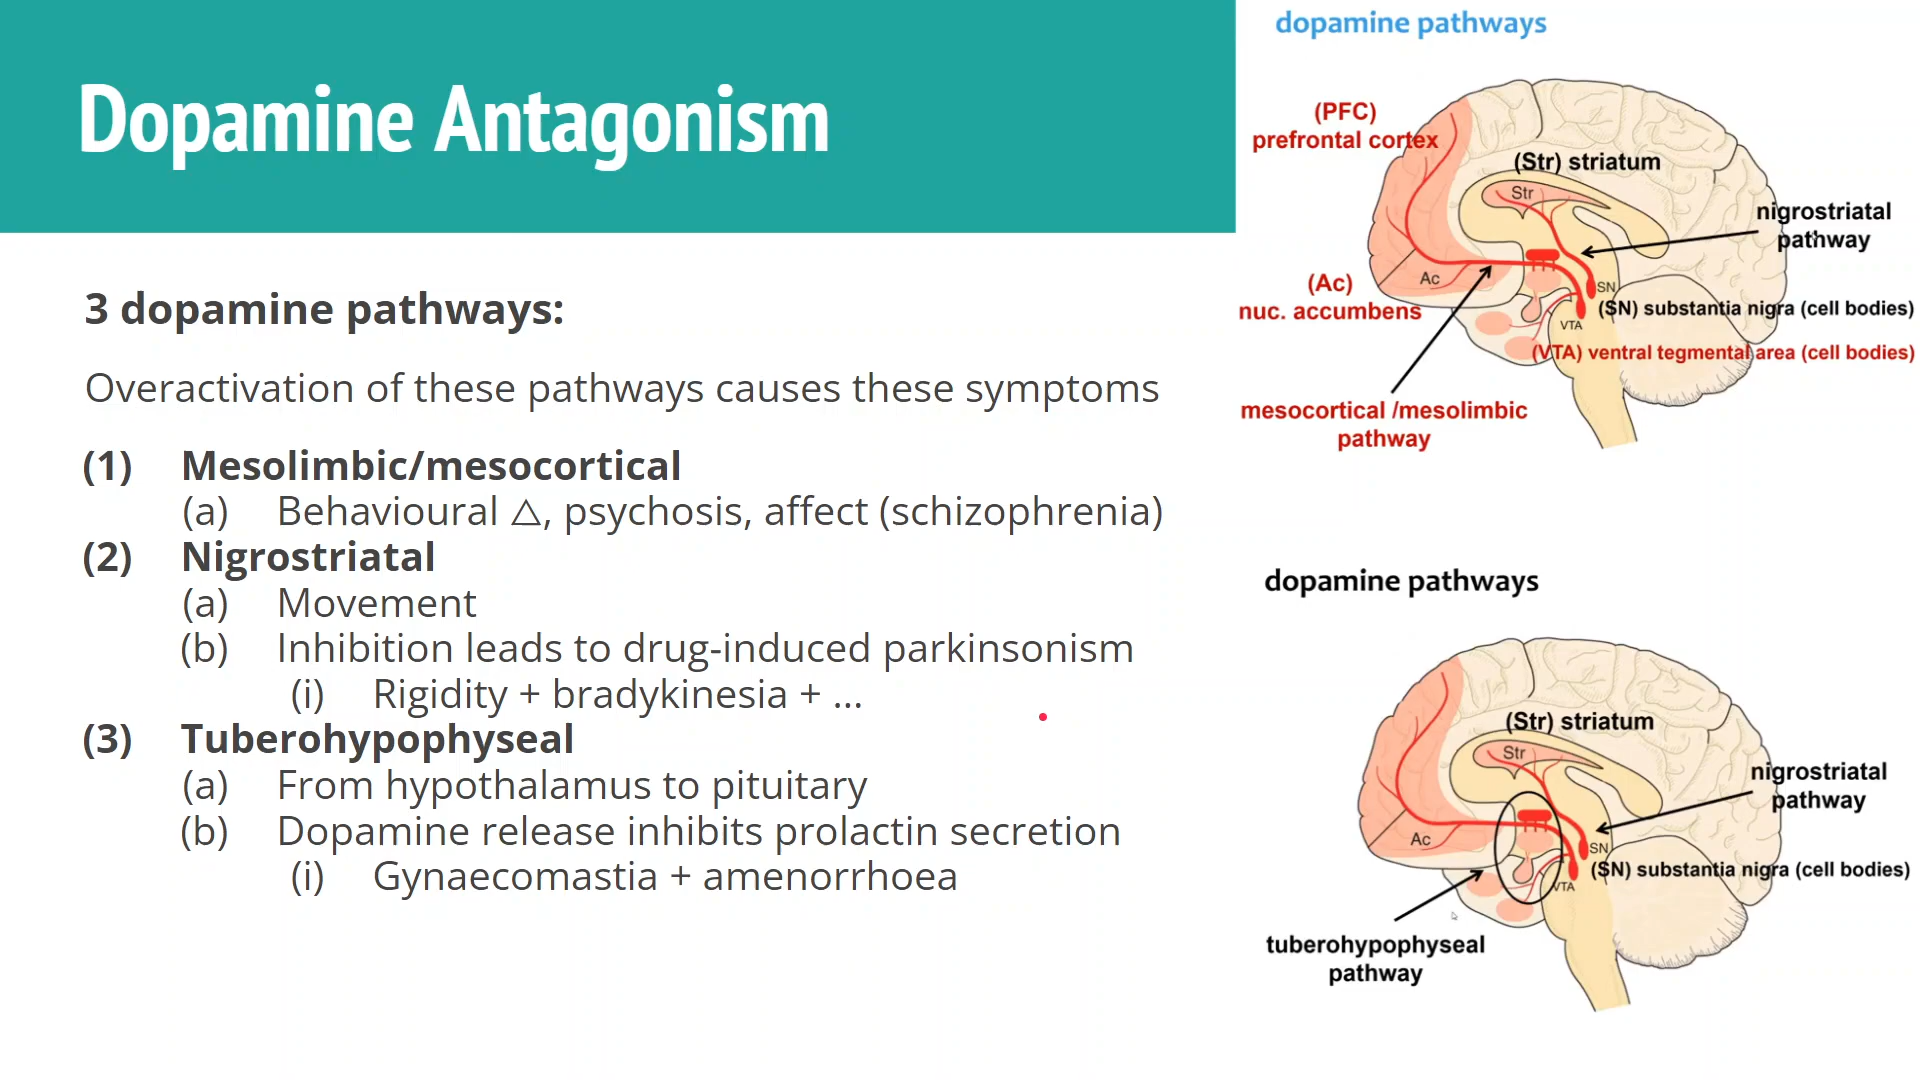 Dopamine Antagonism
3 dopamine pathways:
Overactivation of these pathways causes these symptoms
(1) Mesolimbic/mesocortical
(a) Behavioural △, psychosis, affect (schizophrenia)
(2) Nigrostriatal
(a) Movement
(b) Inhibition leads to drug-induced parkinsonism
(i) Rigidity + bradykinesia + ...
(3) Tuberohypophyseal
(a) From hypothalamus to pituitary
(b) Dopamine release inhibits prolactin secretion
(i) Gynaecomastia + amenorrhoea
dopamine pathways
(PFC)
prefrontal cortex
(Str) striatum
Str
nigrostriatal
pathway
(Ac)
nuc. accumbens
Ac
SN
(SN) substantia nigra (cell bodies)
VTA
(VTA) ventral tegmental area (cell bodies)
mesocortical /mesolimbic
pathway
dopamine pathways
(Str) striatum
Str
nigrostriatal
pathway
Ac
SN
(SN) substantia nigra (cell bodies)
VTA
tuberohypophyseal
pathway